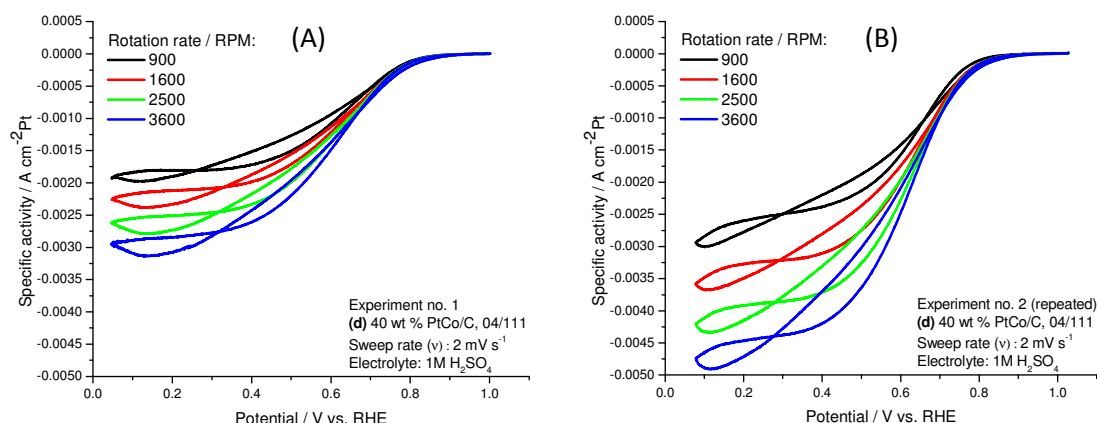 (A)
Rotation rate / RPM:
900
1600
2500
3600
Experiment no. 1
(d) 40 wt % PtCo/C, 04/111
Sweep rate (ν) : 2 mV s⁻¹
Electrolyte: 1M H₂SO₄
0.0005
0.0000
-0.0005
-0.0010
-0.0015
-0.0020
-0.0025
-0.0030
-0.0035
-0.0040
-0.0045
-0.0050
Specific activity / A cm⁻²Pt
0.0 0.2 0.4 0.6 0.8 1.0
Potential / V vs. RHE
(B)
Rotation rate / RPM:
900
1600
2500
3600
Experiment no. 2 (repeated)
(d) 40 wt % PtCo/C, 04/111
Sweep rate (ν) : 2 mV s⁻¹
Electrolyte: 1M H₂SO₄
0.0005
0.0000
-0.0005
-0.0010
-0.0015
-0.0020
-0.0025
-0.0030
-0.0035
-0.0040
-0.0045
-0.0050
Specific activity / A cm⁻²Pt
0.0 0.2 0.4 0.6 0.8 1.0
Potential / V vs. RHE